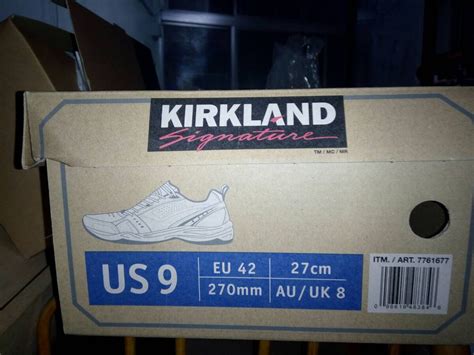 KIRKLAND
Signature
TM / MC / MR
ITM. / ART. 7761677
US 9
EU 42
27cm
270mm
AU/UK 8